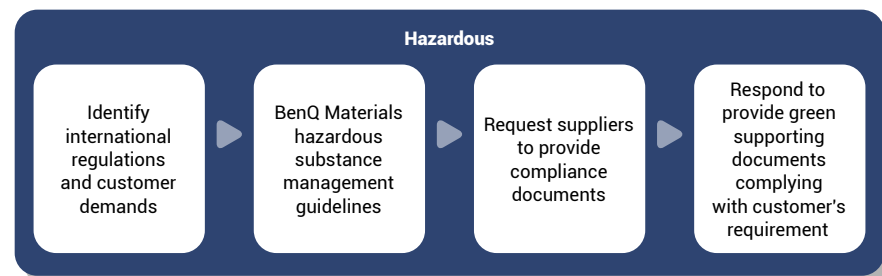 Hazardous
Identify
international
regulations
and customer
demands
BenQ Materials
hazardous
substance
management
guidelines
Request suppliers
to provide
compliance
documents
Respond to
provide green
supporting
documents
complying
with customer's
requirement